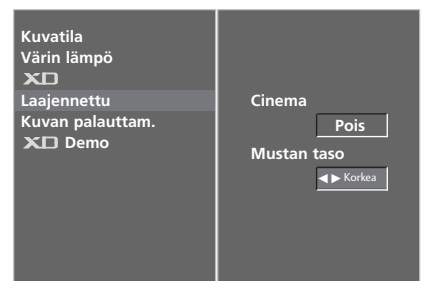 Kuvatila
Värin lämpö
XD
Laajennettu
Kuvan palauttam.
XD Demo
Cinema
Pois
Mustan taso
◀ ▶ Korkea